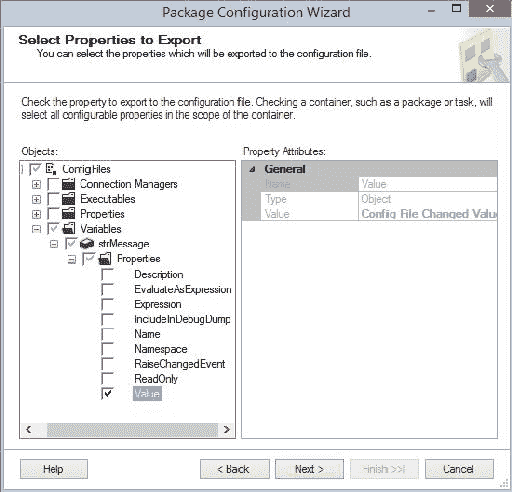 Package Configuration Wizard
Select Properties to Export
You can select the properties which will be exported to the configuration file.
Check the property to export to the configuration file. Checking a container, such as a package or task, will
select all configurable properties in the scope of the container.
Objects:
ConfigFiles
Connection Managers
Executables
Properties
Variables
strMessage
Properties
Description
EvaluateAsExpression
Expression
IncludeInDebugDump
Name
Namespace
RaiseChangedEvent
ReadOnly
Value
Property Attributes:
General
Name Value
Type Object
Value Config File Changed Valu
Help
< Back
Next >
Finish >>|
Cancel